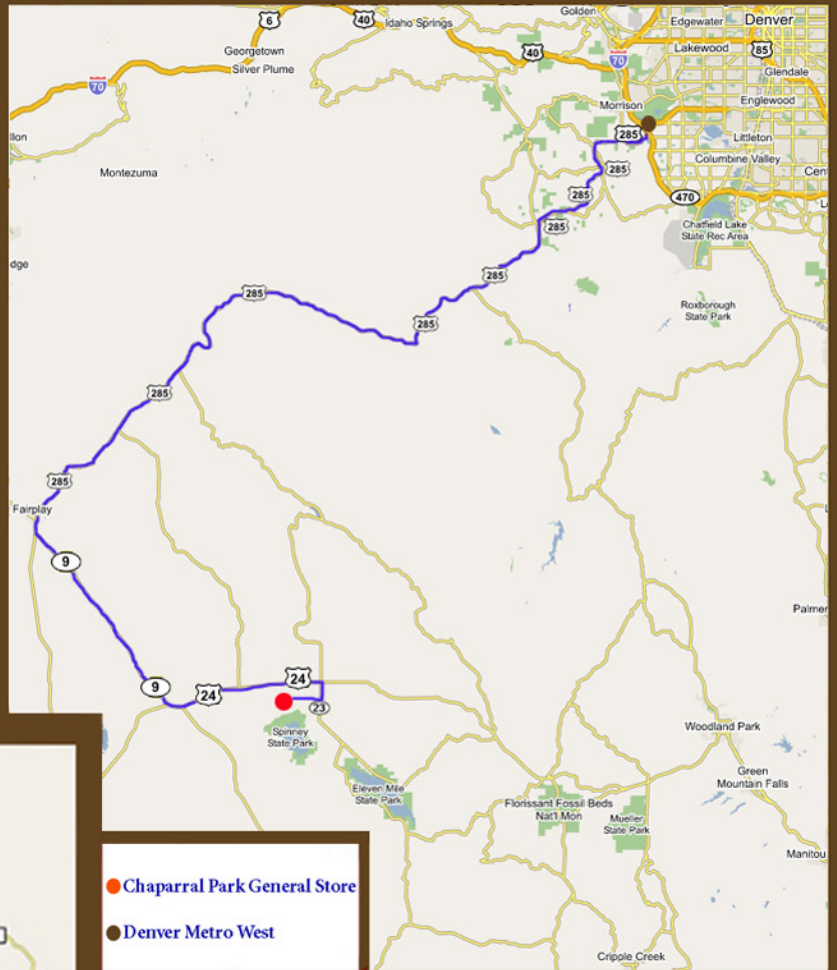 Golden
Edgewater
Denver
6
40
Idaho Springs
Georgetown
40
70
Lakewood
85
Silver Plume
Glendale
70
Englewood
Morrison
285
Littleton
llon
Columbine Valley
Montezuma
285
Cen
285
470
285
Chatfield Lake
State Rec Area
dge
285
285
Roxborough
State Park
285
285
285
Fairplay
9
Palmer
24
9
24
23
Spinney
State Park
Woodland Park
Eleven Mile
State Park
Green
Mountain Falls
Florissant Fossil Beds
Nat'l Mon
Mueller
State Park
Manitou
Chaparral Park General Store
Denver Metro West
Cripple Creek